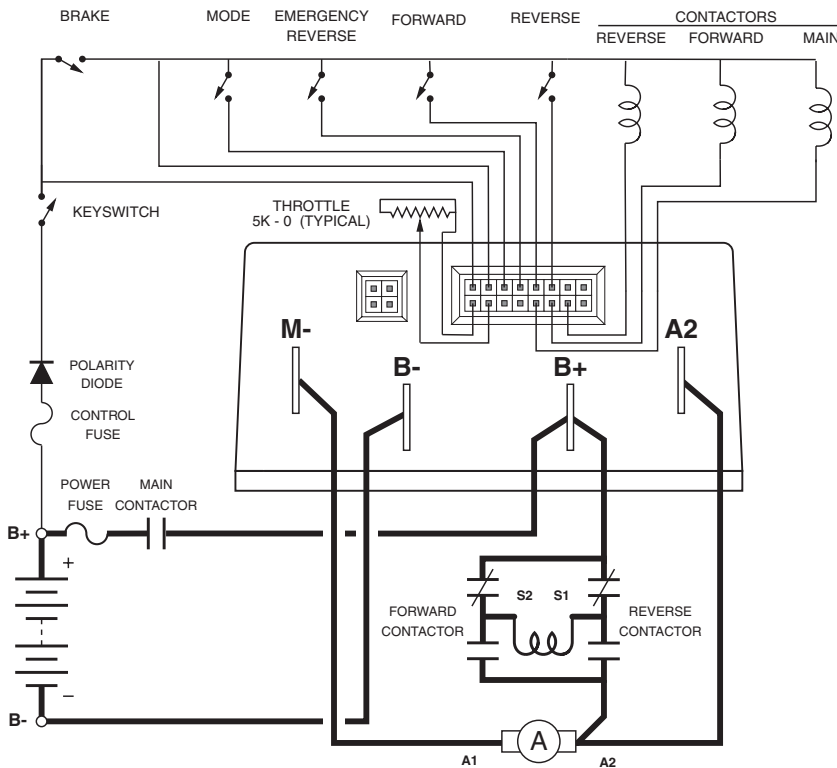 BRAKE
MODE
EMERGENCY
REVERSE
FORWARD
REVERSE
CONTACTORS
REVERSE
FORWARD
MAIN
KEYSWITCH
THROTTLE
5K - 0 (TYPICAL)
M-
B-
B+
A2
POLARITY
DIODE
CONTROL
FUSE
POWER
FUSE
MAIN
CONTACTOR
B+
+
S2
S1
FORWARD
CONTACTOR
REVERSE
CONTACTOR
–
B-
A
A1
A2